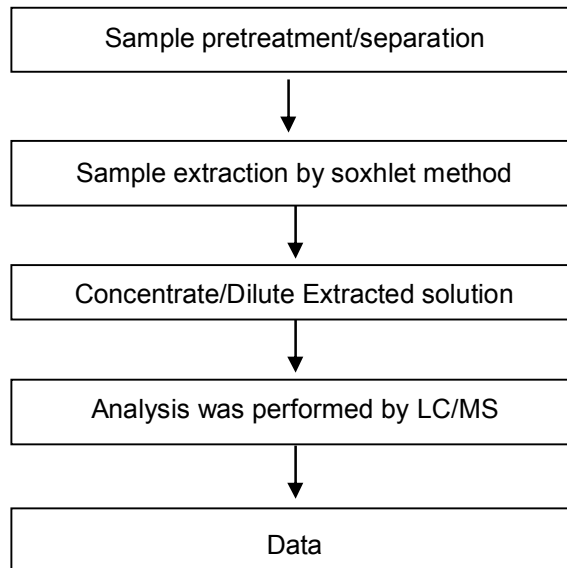 Sample pretreatment/separation
Sample extraction by soxhlet method
Concentrate/Dilute Extracted solution
Analysis was performed by LC/MS
Data